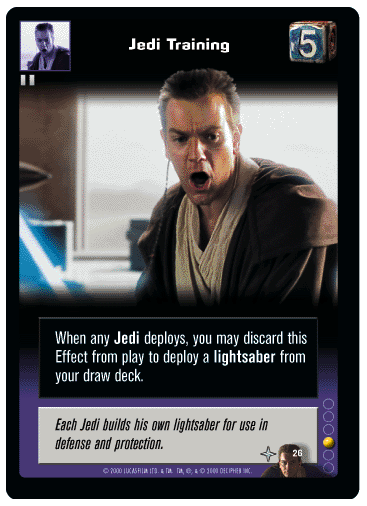 Jedi Training
5
When any Jedi deploys, you may discard this
Effect from play to deploy a lightsaber from
your draw deck.
Each Jedi builds his own lightsaber for use in
defense and protection.
26
© 2000 LUCASFILM LTD. & TM. TM, ®, & © 2000 DECIPHER INC.